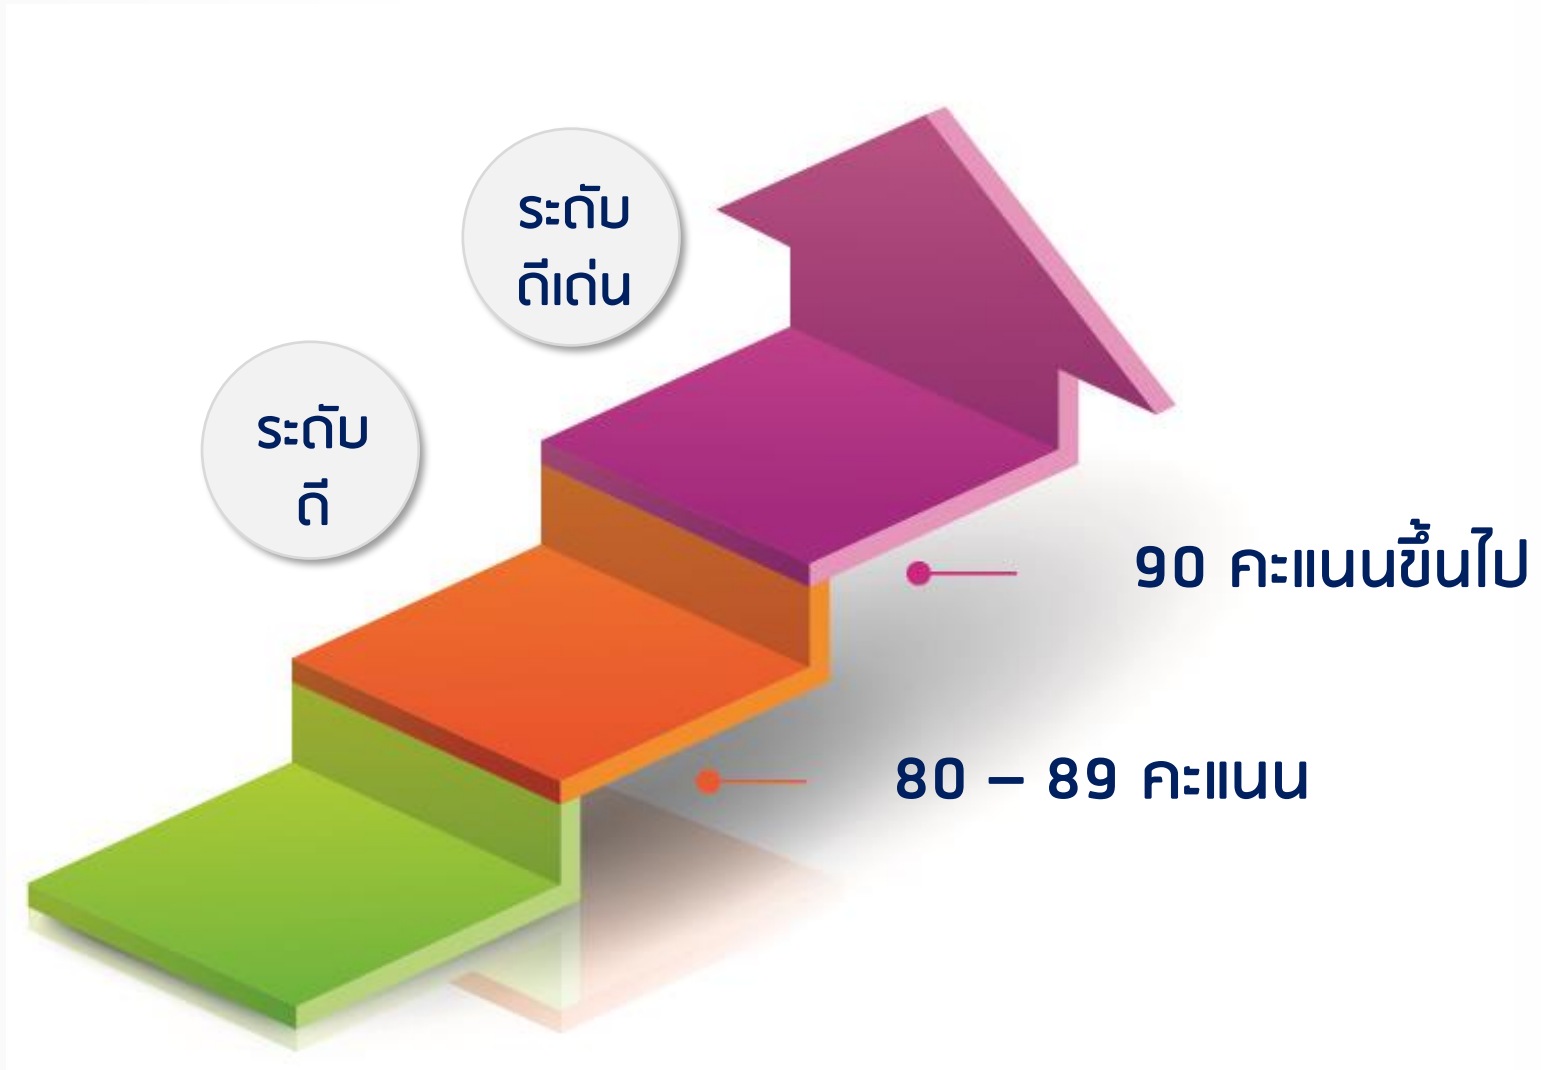 ระดับ
ดีเด่น
ระดับ
ดี
90 คะแนนขึ้นไป
80 – 89 คะแนน